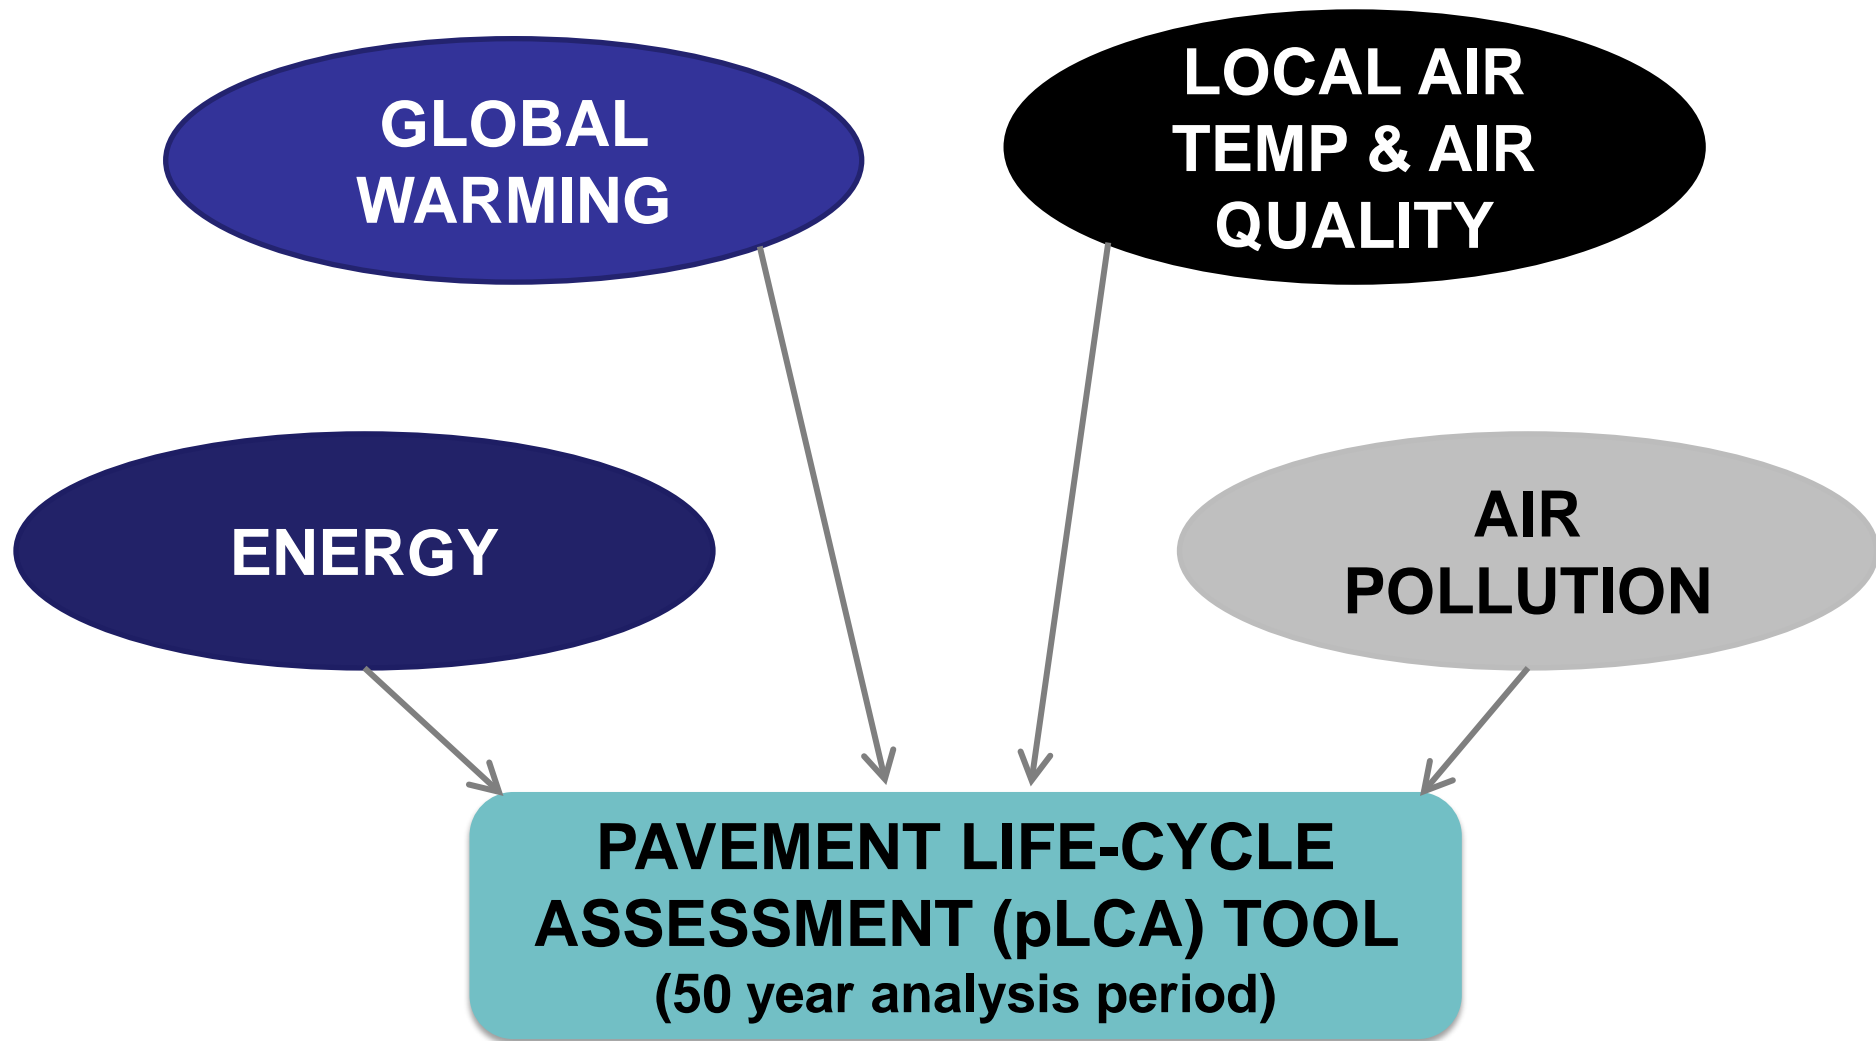 GLOBAL
WARMING
LOCAL AIR
TEMP & AIR
QUALITY
ENERGY
AIR
POLLUTION
PAVEMENT LIFE-CYCLE
ASSESSMENT (pLCA) TOOL
(50 year analysis period)